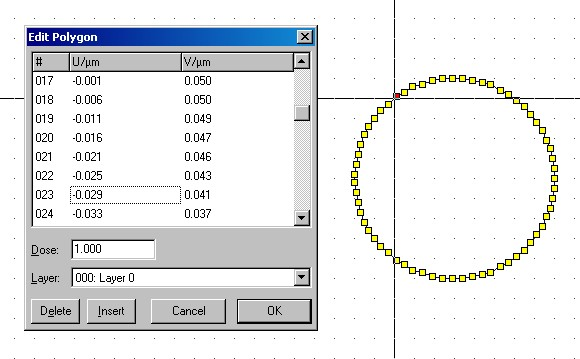 Edit Polygon
# U/µm V/µm
017 -0.001 0.050
018 -0.006 0.050
019 -0.011 0.049
020 -0.016 0.047
021 -0.021 0.046
022 -0.025 0.043
023 -0.029 0.041
024 -0.033 0.037
Dose: 1.000
Layer: 000: Layer 0
Delete Insert Cancel OK